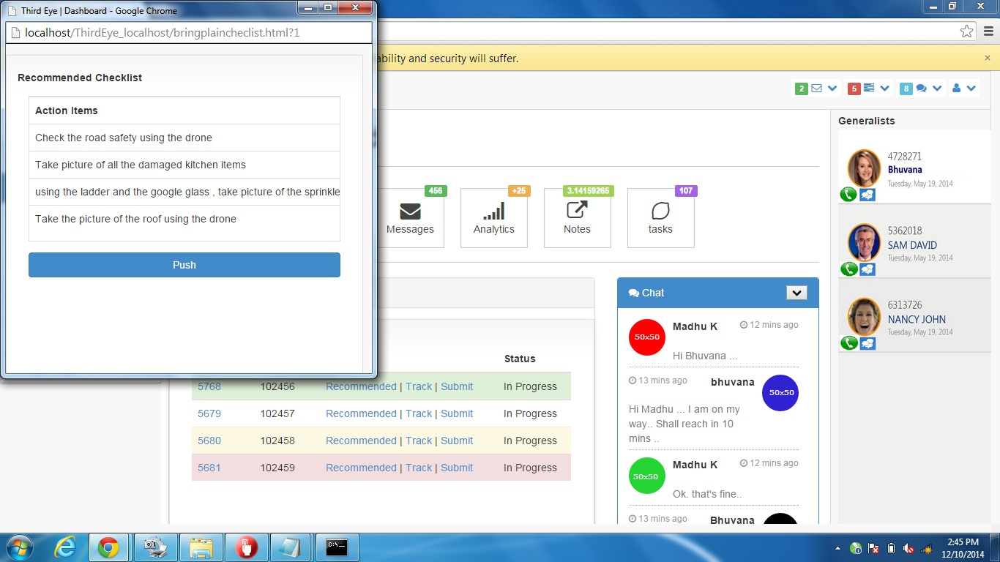 Third Eye | Dashboard - Google Chrome
localhost/ThirdEye_localhost/bringplaincheclist.html?1
Recommended Checklist
Action Items
Check the road safety using the drone
Take picture of all the damaged kitchen items
using the ladder and the google glass , take picture of the sprinkle
Take the picture of the roof using the drone
Push
ability and security will suffer.
2
5
8
456
Messages
+25
Analytics
3.14159265
Notes
107
tasks
Status
5768 102456 Recommended | Track | Submit In Progress
5679 102457 Recommended | Track | Submit In Progress
5680 102458 Recommended | Track | Submit In Progress
5681 102459 Recommended | Track | Submit In Progress
Chat
50x50
Madhu K 12 mins ago
Hi Bhuvana ...
13 mins ago bhuvana
50x50
Hi Madhu ... I am on my
way.. Shall reach in 10
mins ..
50x50
Madhu K 12 mins ago
Ok. that's fine..
13 mins ago Bhuvana
Generalists
4728271
Bhuvana
Tuesday, May 19, 2014
5362018
SAM DAVID
Tuesday, May 19, 2014
6313726
NANCY JOHN
Tuesday, May 19, 2014
C:\
2:45 PM
12/10/2014